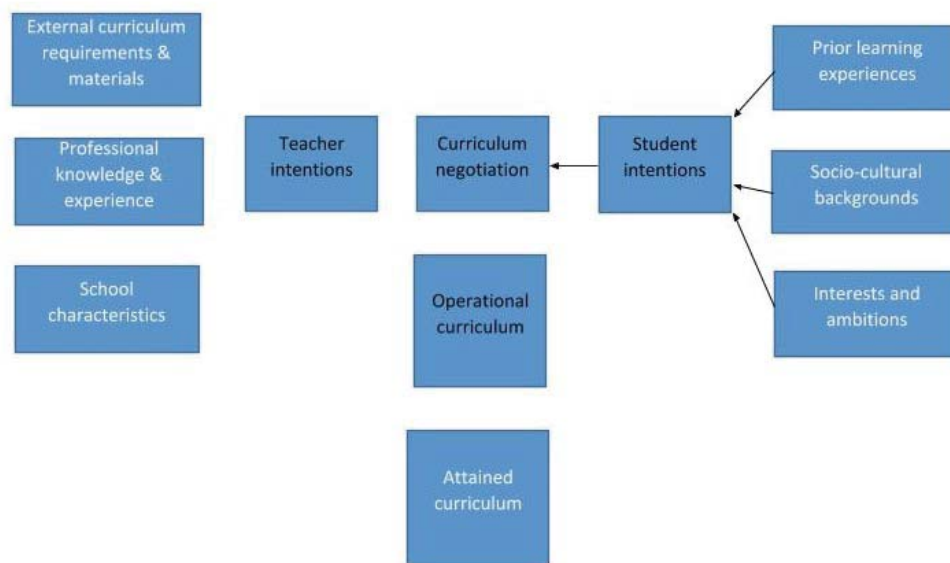 External curriculum
requirements &
materials
Professional
knowledge &
experience
School
characteristics
Teacher
intentions
Curriculum
negotiation
Operational
curriculum
Attained
curriculum
Student
intentions
Prior learning
experiences
Socio-cultural
backgrounds
Interests and
ambitions